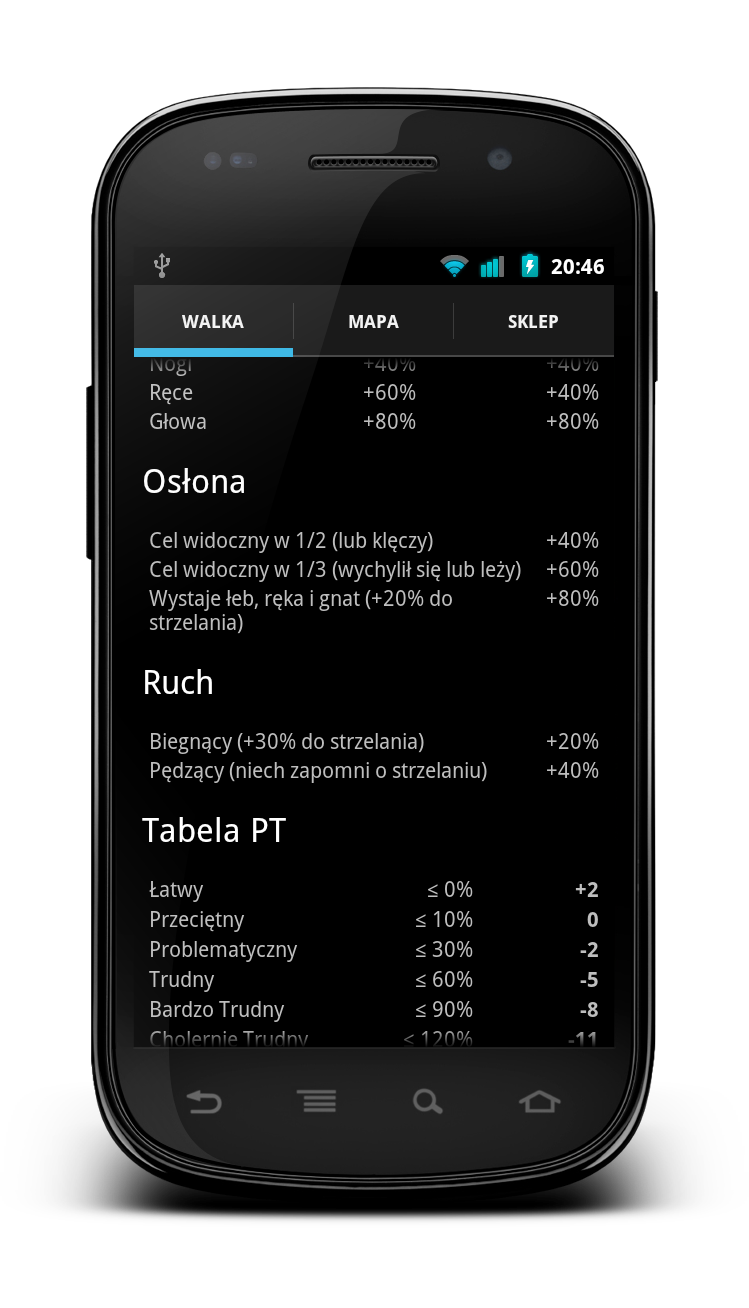 20:46
WALKA MAPA SKLEP
Nogi +40% +40%
Ręce +60% +40%
Głowa +80% +80%
Osłona
Cel widoczny w 1/2 (lub klęczy) +40%
Cel widoczny w 1/3 (wychylił się lub leży) +60%
Wystaje łeb, ręka i gnat (+20% do +80%
strzelania)
Ruch
Biegnący (+30% do strzelania) +20%
Pędzący (niech zapomni o strzelaniu) +40%
Tabela PT
Łatwy ≤ 0% +2
Przeciętny ≤ 10% 0
Problematyczny ≤ 30% -2
Trudny ≤ 60% -5
Bardzo Trudny ≤ 90% -8
Cholernie Trudny ≤ 120% -11